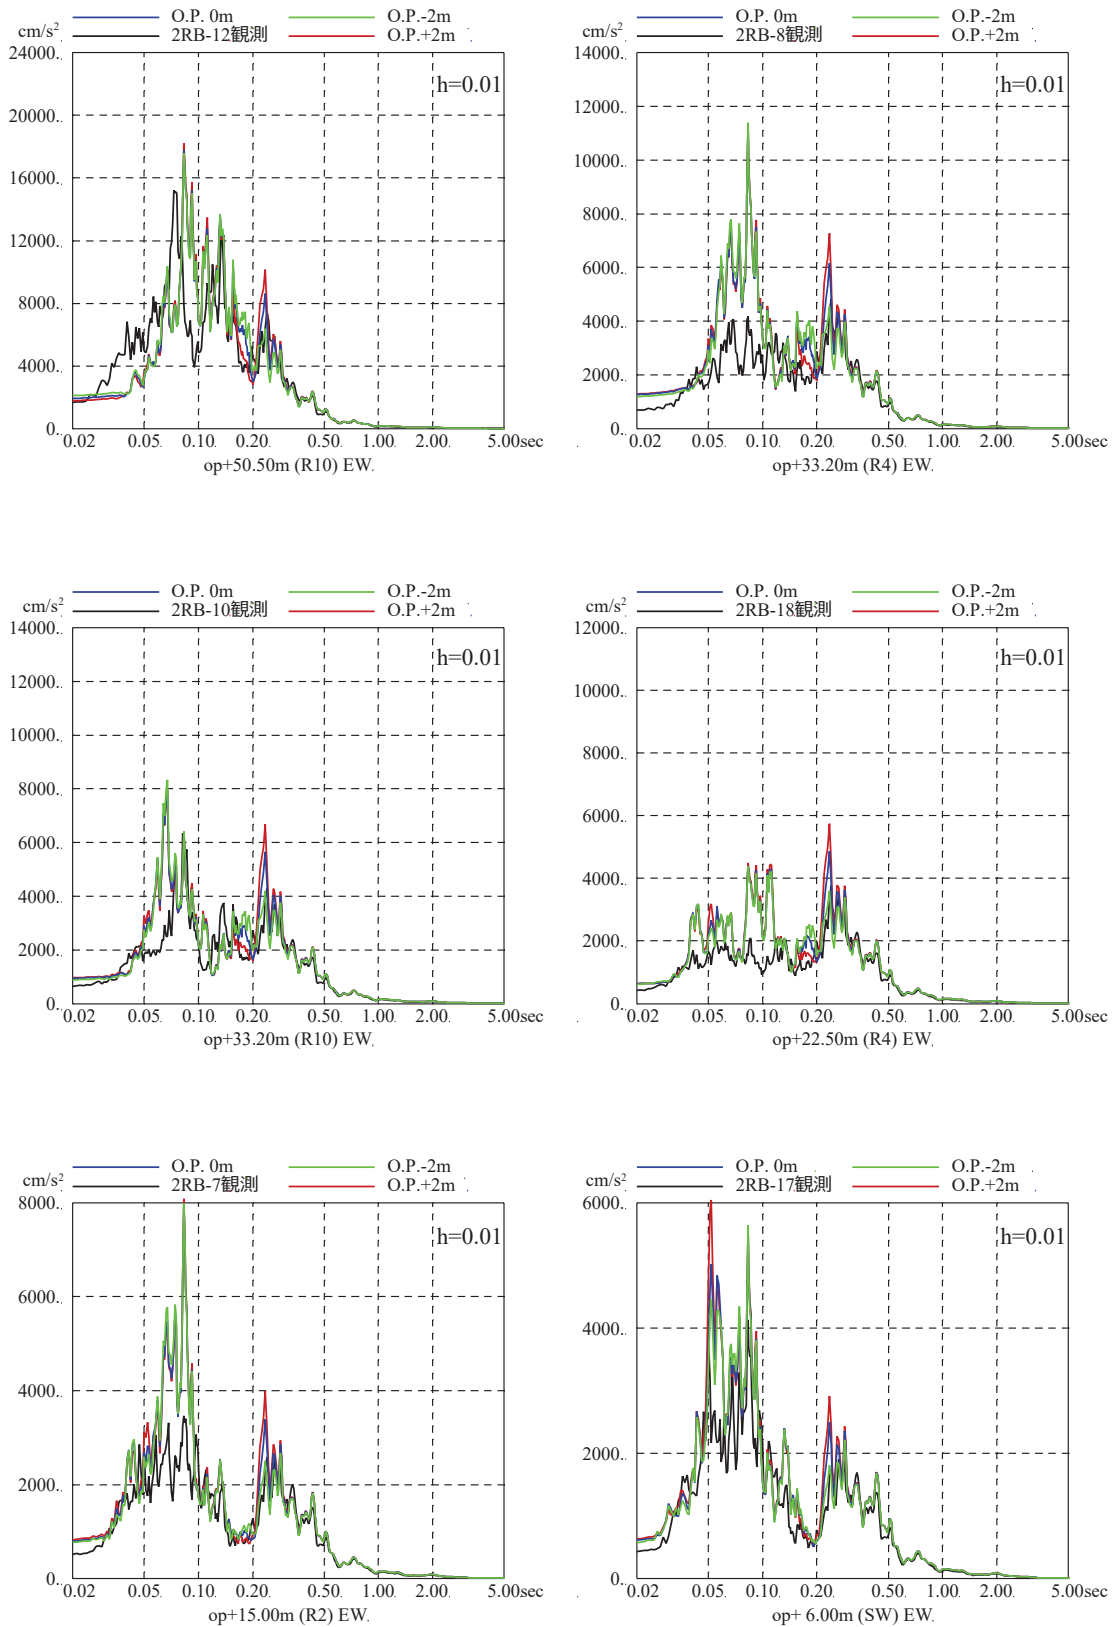 O.P. 0m O.P.-2m
cm/s² 2RB-12観測 O.P.+2m
24000.
h=0.01
20000.
16000.
12000.
8000.
4000.
0.
0.02 0.05 0.10 0.20 0.50 1.00 2.00 5.00sec
op+50.50m (R10) EW.
O.P. 0m O.P.-2m
cm/s² 2RB-8観測 O.P.+2m
14000.
h=0.01
12000.
10000.
8000.
6000.
4000.
2000.
0.
0.02 0.05 0.10 0.20 0.50 1.00 2.00 5.00sec
op+33.20m (R4) EW.
O.P. 0m O.P.-2m
cm/s² 2RB-10観測 O.P.+2m
14000.
h=0.01
12000.
10000.
8000.
6000.
4000.
2000.
0.
0.02 0.05 0.10 0.20 0.50 1.00 2.00 5.00sec
op+33.20m (R10) EW.
O.P. 0m O.P.-2m
cm/s² 2RB-18観測 O.P.+2m
12000.
h=0.01
10000.
8000.
6000.
4000.
2000.
0.
0.02 0.05 0.10 0.20 0.50 1.00 2.00 5.00sec
op+22.50m (R4) EW.
O.P. 0m O.P.-2m
cm/s² 2RB-7観測 O.P.+2m
8000.
h=0.01
6000.
4000.
2000.
0.
0.02 0.05 0.10 0.20 0.50 1.00 2.00 5.00sec
op+15.00m (R2) EW.
O.P. 0m O.P.-2m
cm/s² 2RB-17観測 O.P.+2m
6000.
h=0.01
4000.
2000.
0.
0.02 0.05 0.10 0.20 0.50 1.00 2.00 5.00sec
op+ 6.00m (SW) EW.